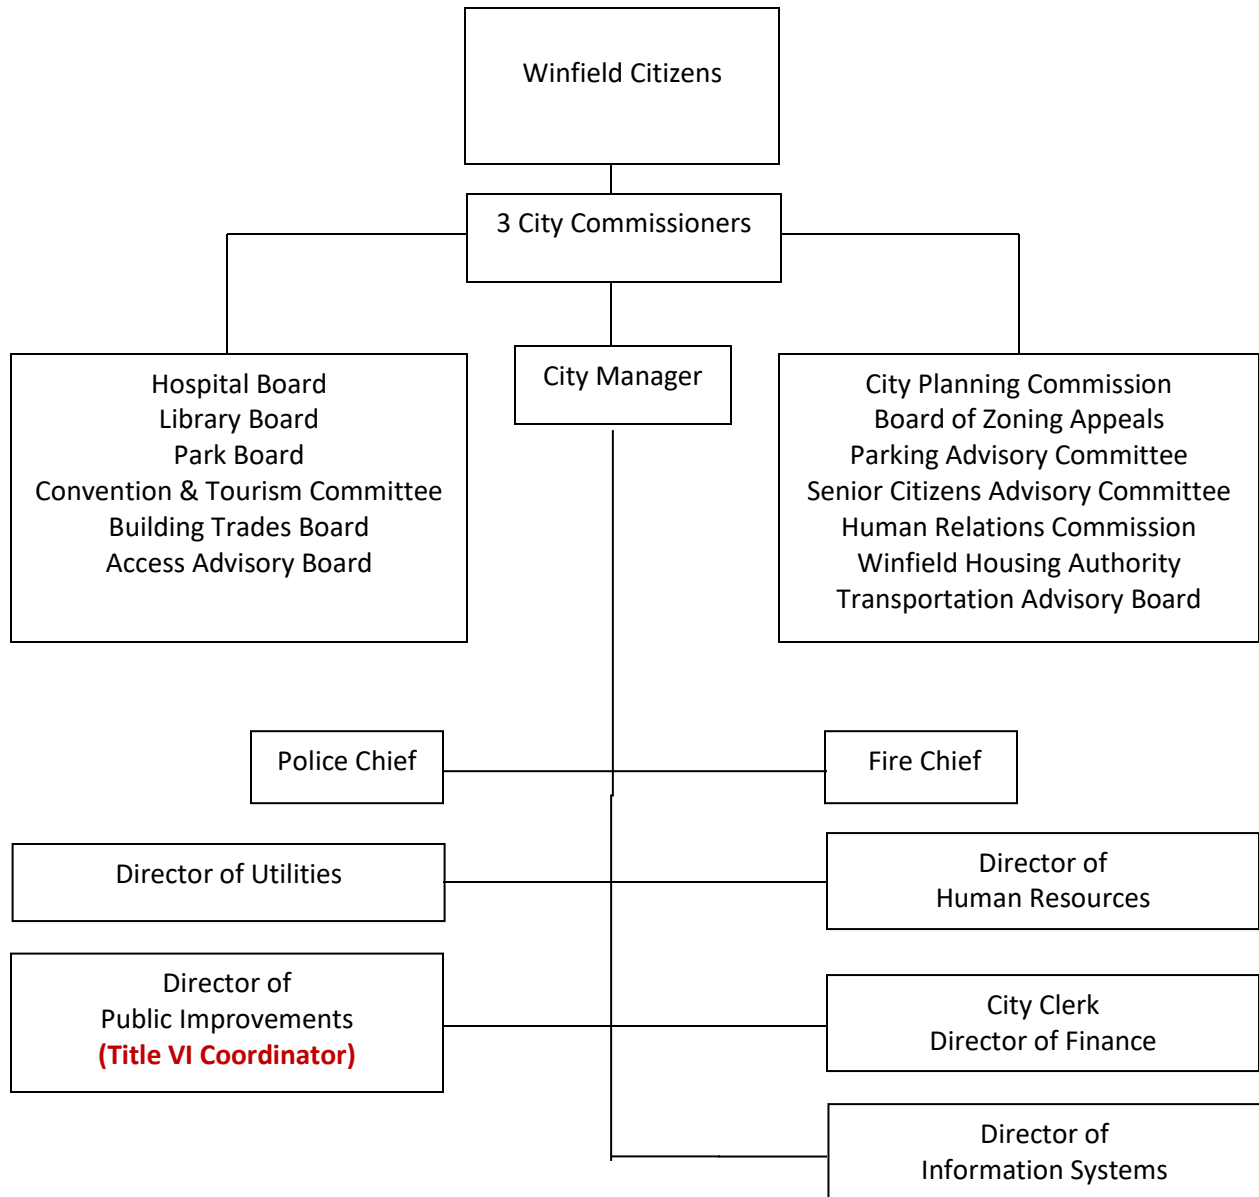 Winfield Citizens
3 City Commissioners
Hospital Board
Library Board
Park Board
Convention & Tourism Committee
Building Trades Board
Access Advisory Board
City Manager
City Planning Commission
Board of Zoning Appeals
Parking Advisory Committee
Senior Citizens Advisory Committee
Human Relations Commission
Winfield Housing Authority
Transportation Advisory Board
Police Chief
Fire Chief
Director of Utilities
Director of
Human Resources
Director of
Public Improvements
(Title VI Coordinator)
City Clerk
Director of Finance
Director of
Information Systems